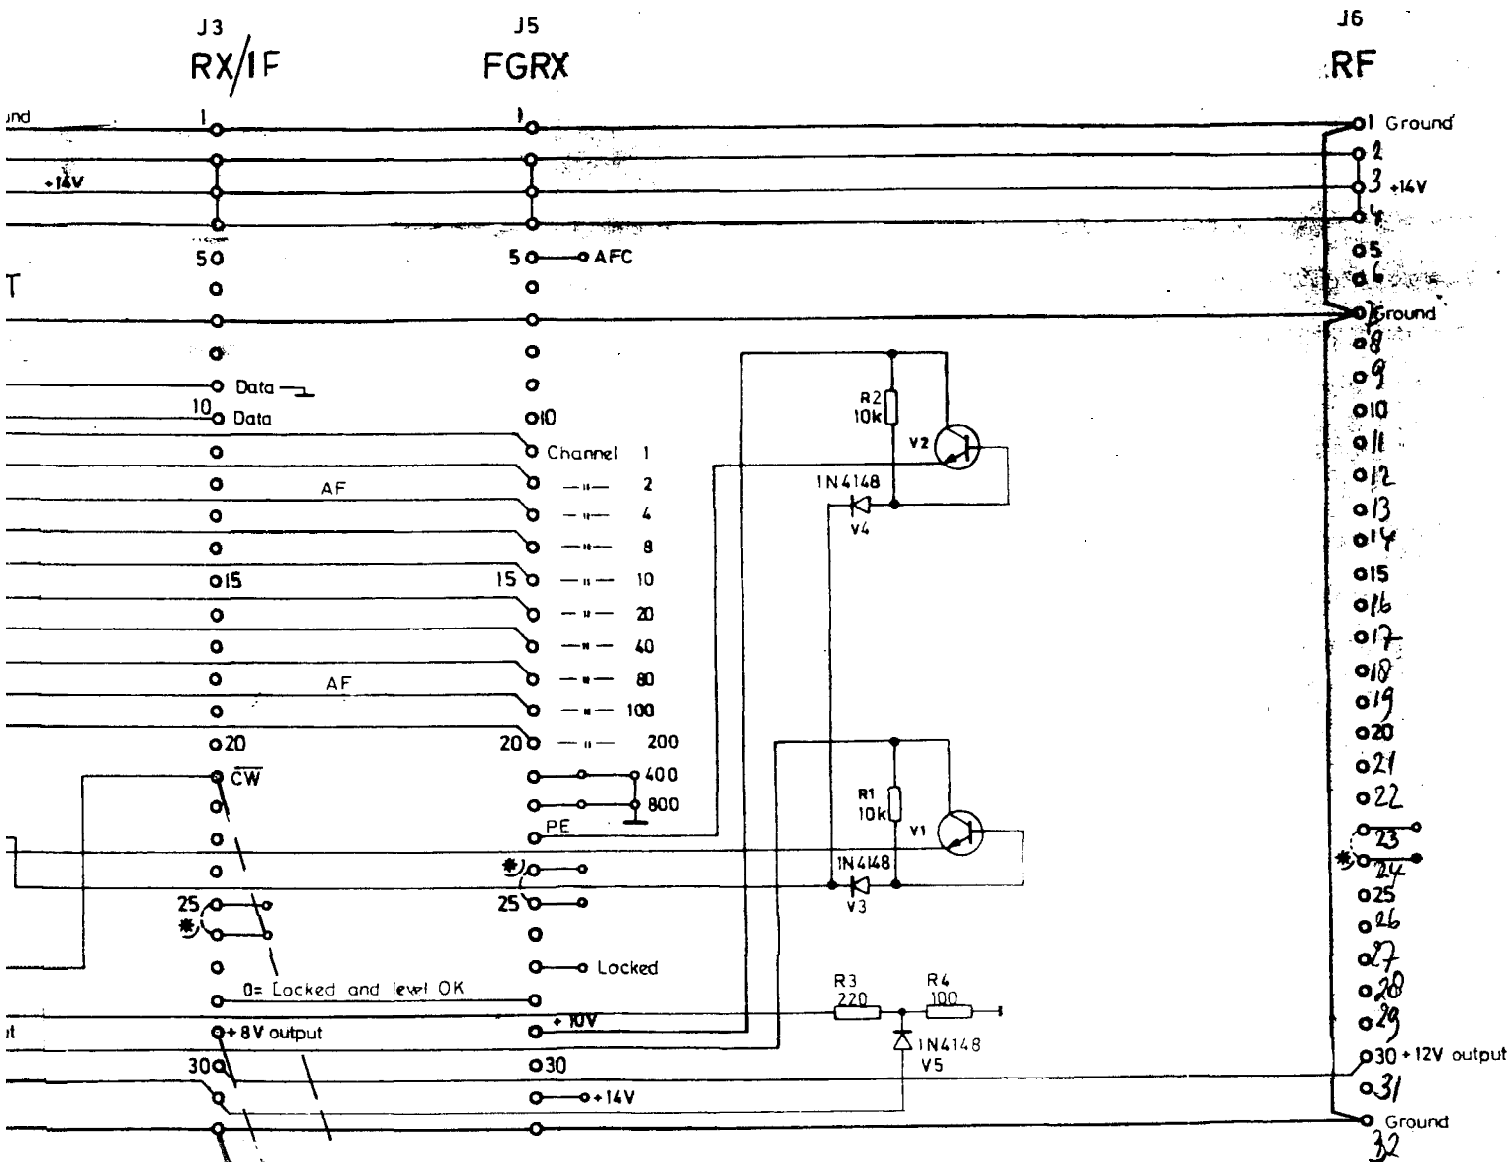 J3 J5 J6
RX/IF FGRX RF
und 1 1 1 Ground
2
+14V 3 +14V
4
5 5 AFC 5
6
T 7 Ground
8
Data 9
10 Data 10 10
R2
10k
V2
Channel 1 11
AF —"— 2 1N4148 12
—"— 4 V4 13
—"— 8 14
15 15 —"— 10 15
—"— 20 16
—"— 40 17
AF —"— 80 18
—"— 100 19
20 20 —"— 200 20
CW 400 21
R1
10k
V1
800 22
PE 23
* * 1N4148 * 24
25 25 V3 25
* 26
Locked 27
0= Locked and level OK R3 R4 28
220 100
+8V output +10V 1N4148 29
V5
30 30 30 +12V output
+14V 31
Ground
32